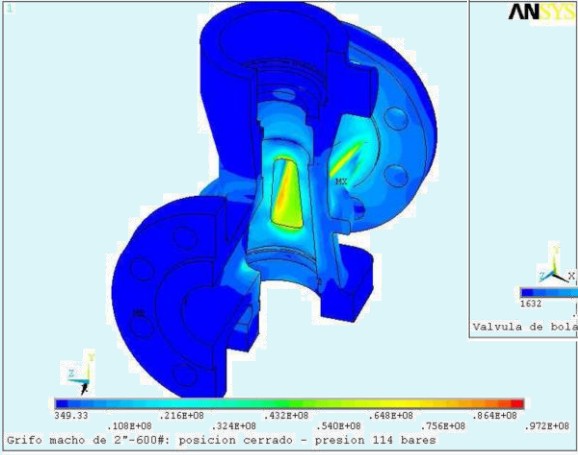 1
ANSYS
MX
MN
Y
Z X
1632
Valvula de bola
Y
Z
349.33 .216E+08 .432E+08 .648E+08 .864E+08
.108E+08 .324E+08 .540E+08 .756E+08 .972E+08
Grifo macho de 2"-600#: posicion cerrado - presion 114 bares